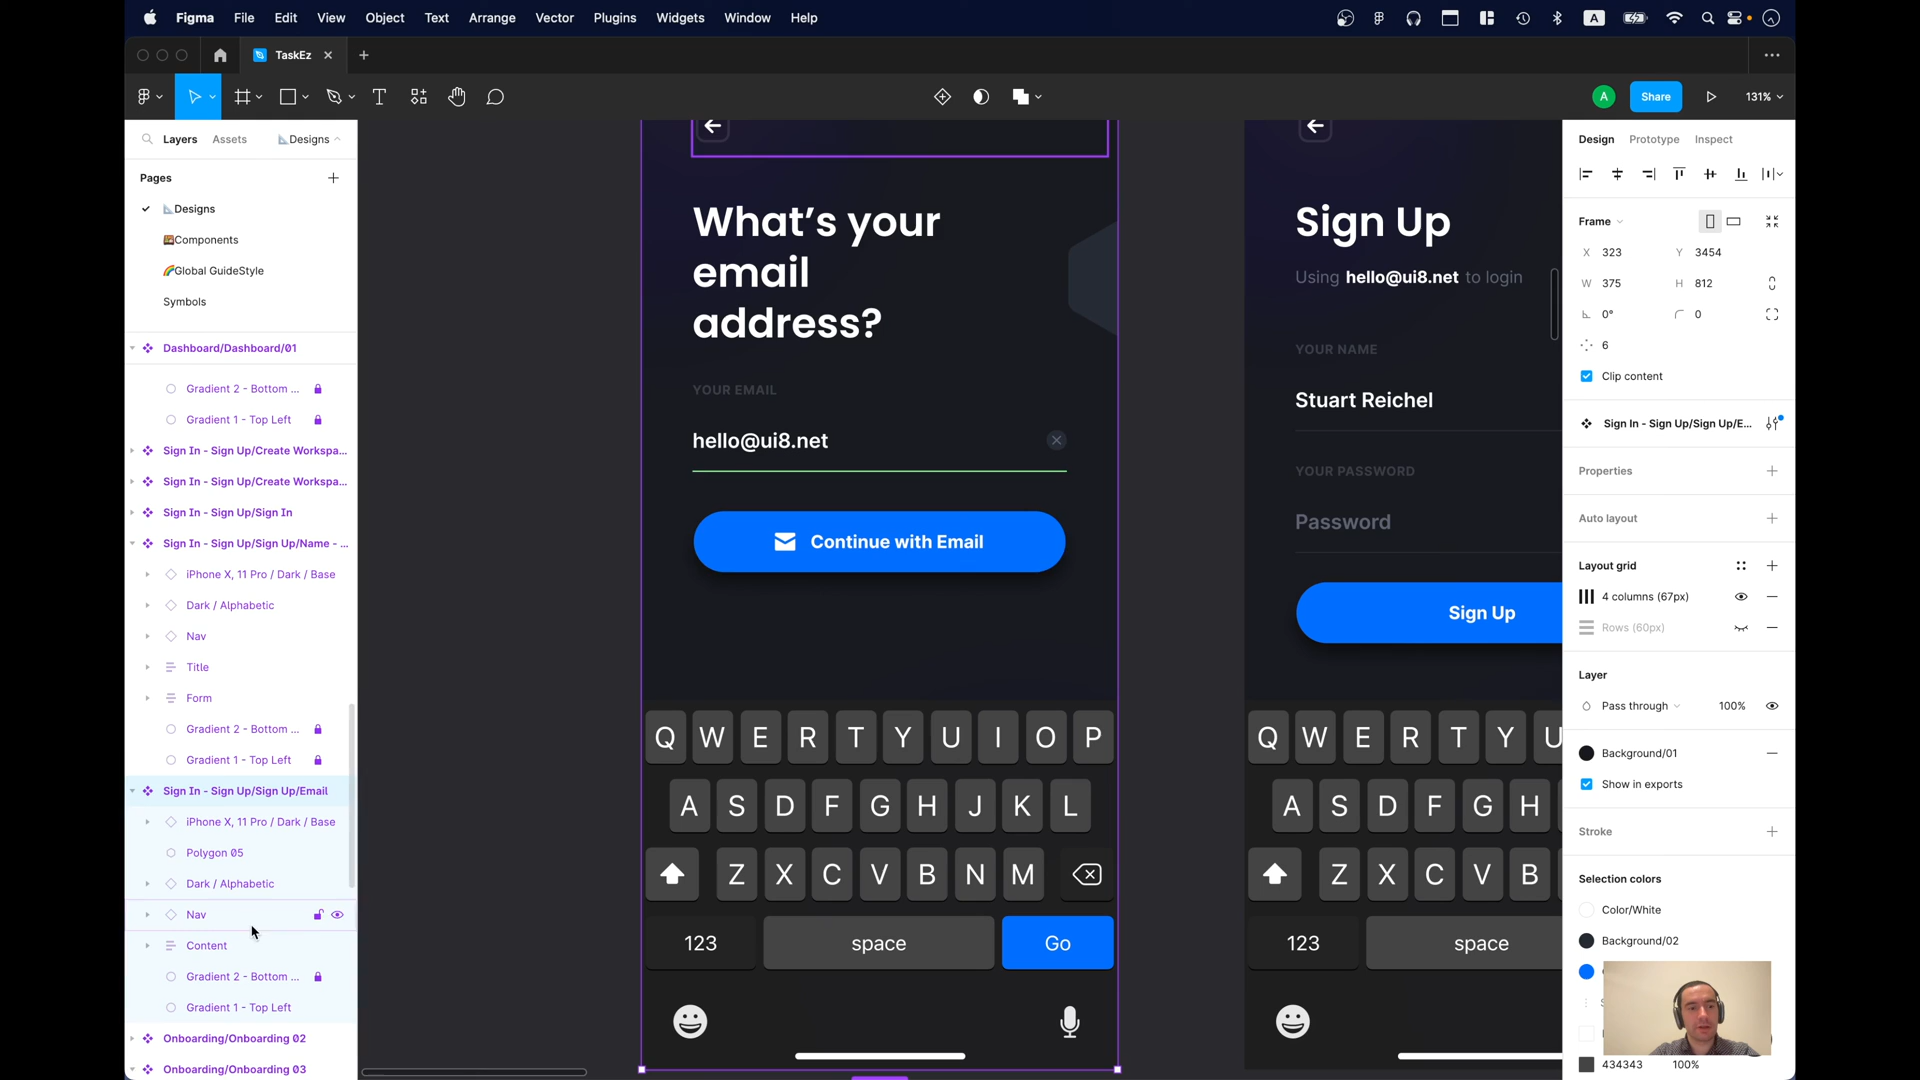 Figma File Edit View Object Text Arrange Vector Plugins Widgets Window Help A
TaskEz
A Share 131%
Layers Assets Designs
Pages
Designs
Components
Global GuideStyle
Symbols
Dashboard/Dashboard/01
Gradient 2 - Bottom ...
Gradient 1 - Top Left
Sign In - Sign Up/Create Workspa...
Sign In - Sign Up/Create Workspa...
Sign In - Sign Up/Sign In
Sign In - Sign Up/Sign Up/Name - ...
iPhone X, 11 Pro / Dark / Base
Dark / Alphabetic
Nav
Title
Form
Gradient 2 - Bottom ...
Gradient 1 - Top Left
Sign In - Sign Up/Sign Up/Email
iPhone X, 11 Pro / Dark / Base
Polygon 05
Dark / Alphabetic
Nav
Content
Gradient 2 - Bottom ...
Gradient 1 - Top Left
Onboarding/Onboarding 02
Onboarding/Onboarding 03
What's your
email
address?
YOUR EMAIL
hello@ui8.net
Continue with Email
Q W E R T Y U I O P
A S D F G H J K L
Z X C V B N M
123 space Go
Sign Up
Using hello@ui8.net to login
YOUR NAME
Stuart Reichel
YOUR PASSWORD
Password
Sign Up
Q W E R T Y U
A S D F G H
Z X C V B
123 space
Design Prototype Inspect
Frame
X 323 Y 3454
W 375 H 812
0° 0
6
Clip content
Sign In - Sign Up/Sign Up/E...
Properties
Auto layout
Layout grid
4 columns (67px)
Rows (60px)
Layer
Pass through 100%
Background/01
Show in exports
Stroke
Selection colors
Color/White
Background/02
434343 100%